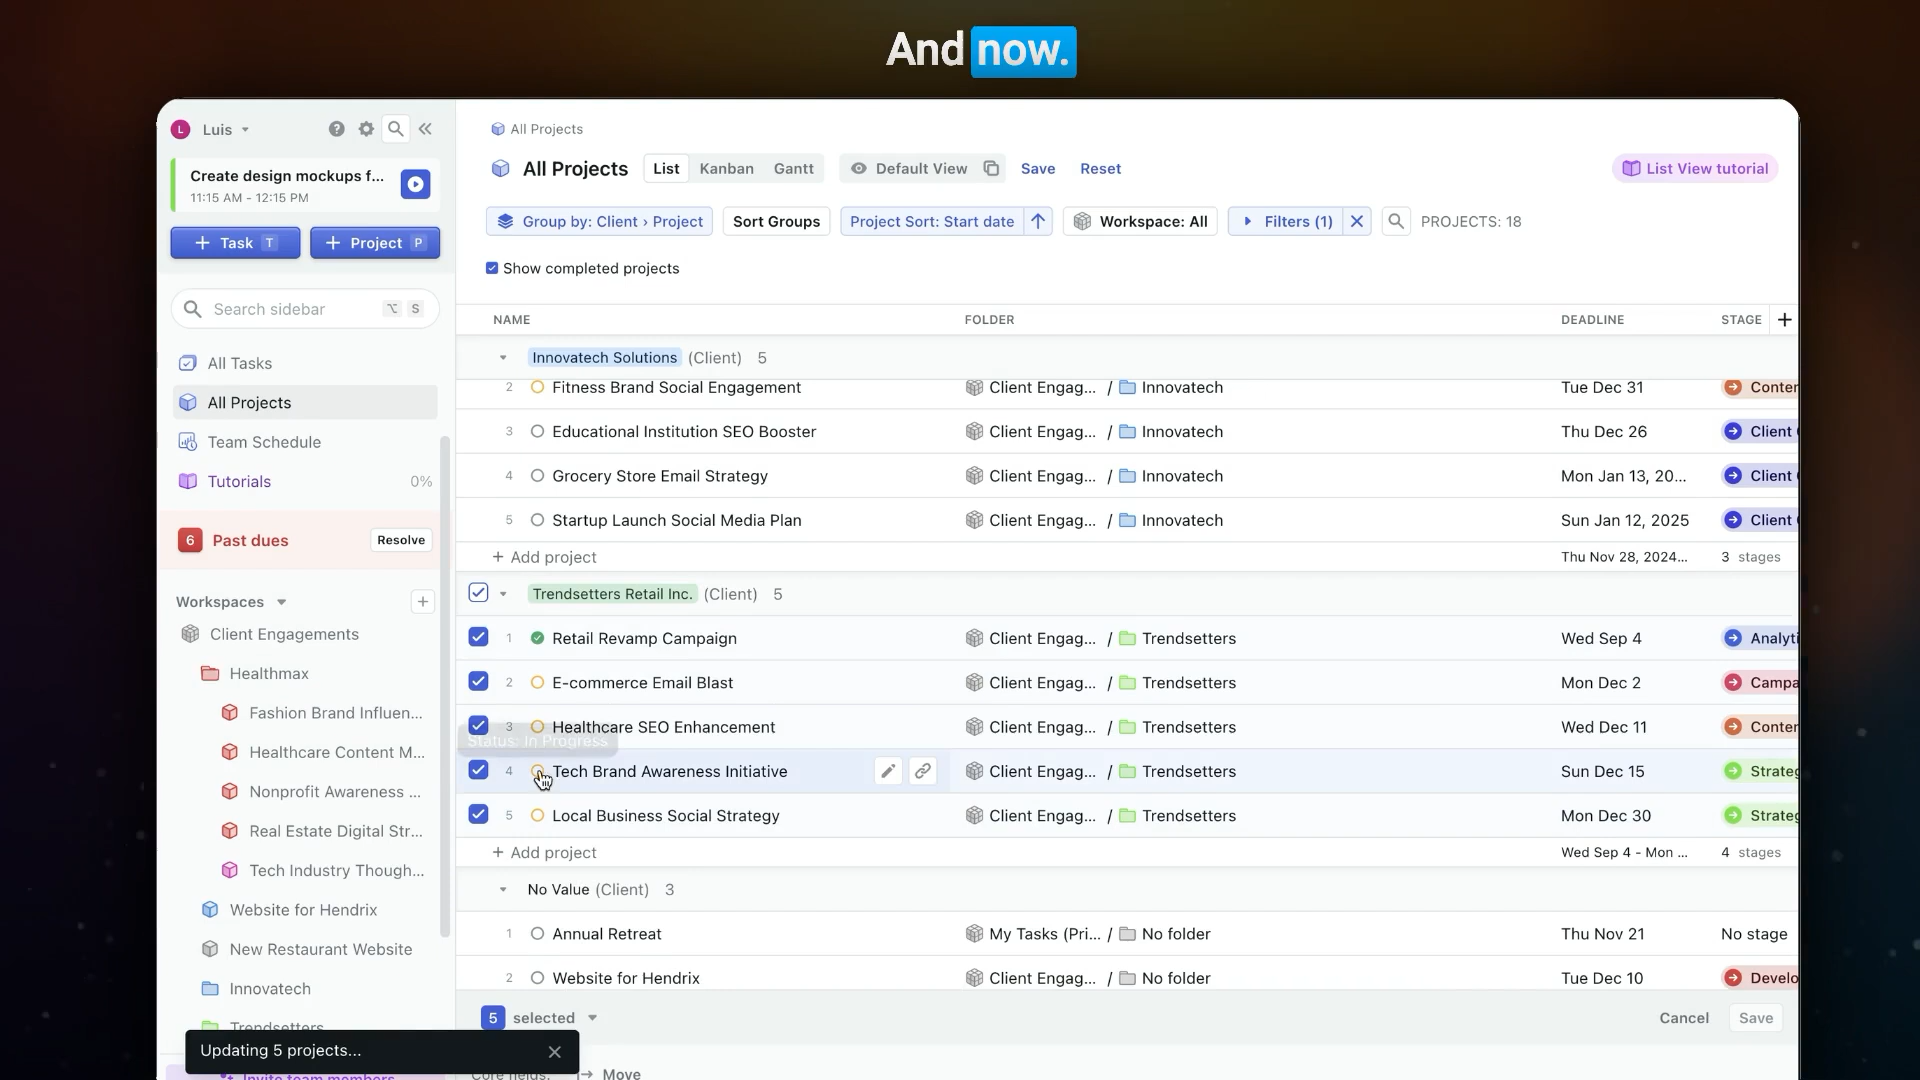 And now.
L Luis
All Projects
Create design mockups f...
11:15 AM - 12:15 PM
All Projects List Kanban Gantt Default View Save Reset List View tutorial
+ Task T + Project P
Group by: Client › Project Sort Groups Project Sort: Start date Workspace: All Filters (1) PROJECTS: 18
Show completed projects
Search sidebar ⌥ S
All Tasks
All Projects
Team Schedule
Tutorials 0%
6 Past dues Resolve
Workspaces
Client Engagements
Healthmax
Fashion Brand Influen...
Healthcare Content M...
Nonprofit Awareness ...
Real Estate Digital Str...
Tech Industry Though...
Website for Hendrix
New Restaurant Website
Innovatech
Trendsetters
Invite team members
NAME FOLDER DEADLINE STAGE +
Innovatech Solutions (Client) 5
2 Fitness Brand Social Engagement Client Engag... / Innovatech Tue Dec 31 Conter
3 Educational Institution SEO Booster Client Engag... / Innovatech Thu Dec 26 Client
4 Grocery Store Email Strategy Client Engag... / Innovatech Mon Jan 13, 20... Client
5 Startup Launch Social Media Plan Client Engag... / Innovatech Sun Jan 12, 2025 Client
+ Add project Thu Nov 28, 2024... 3 stages
Trendsetters Retail Inc. (Client) 5
1 Retail Revamp Campaign Client Engag... / Trendsetters Wed Sep 4 Analyti
2 E-commerce Email Blast Client Engag... / Trendsetters Mon Dec 2 Campa
3 Healthcare SEO Enhancement Client Engag... / Trendsetters Wed Dec 11 Conter
Status: In Progress
4 Tech Brand Awareness Initiative Client Engag... / Trendsetters Sun Dec 15 Strateg
5 Local Business Social Strategy Client Engag... / Trendsetters Mon Dec 30 Strateg
+ Add project Wed Sep 4 - Mon ... 4 stages
No Value (Client) 3
1 Annual Retreat My Tasks (Pri... / No folder Thu Nov 21 No stage
2 Website for Hendrix Client Engag... / No folder Tue Dec 10 Develo
5 selected Cancel Save
Updating 5 projects...
Core fields: Move